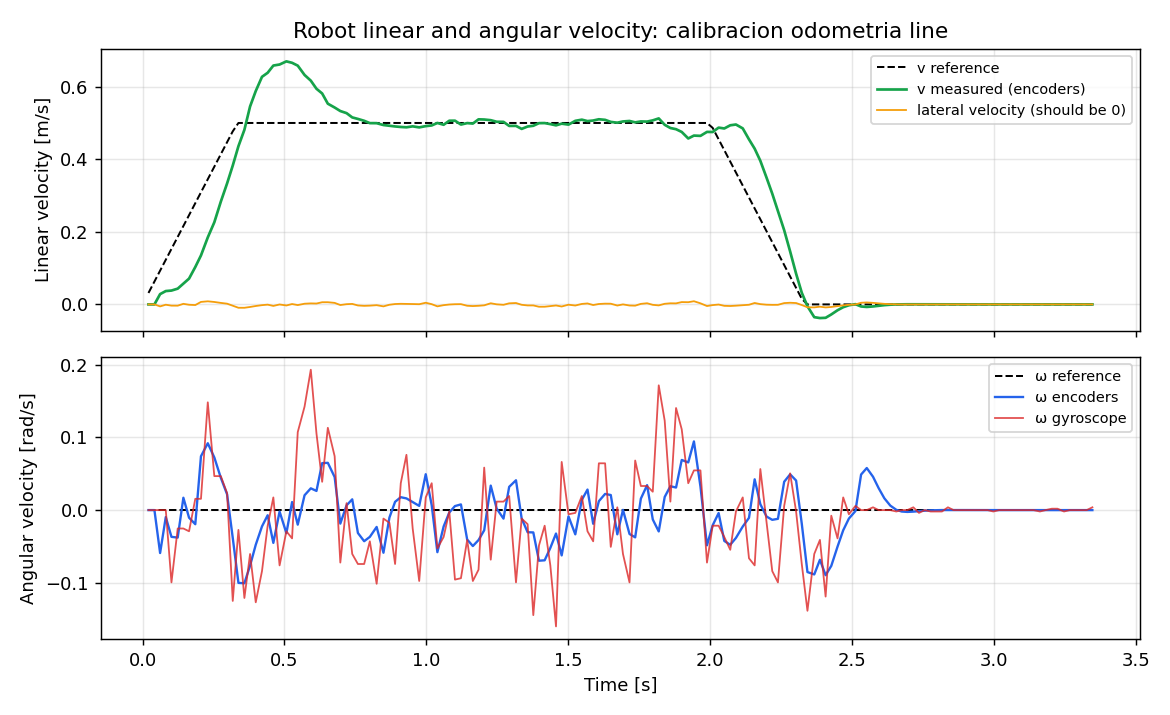 Robot linear and angular velocity: calibracion odometria line
Linear velocity [m/s]
0.6
0.4
0.2
0.0
v reference
v measured (encoders)
lateral velocity (should be 0)
Angular velocity [rad/s]
0.2
0.1
0.0
−0.1
ω reference
ω encoders
ω gyroscope
0.0 0.5 1.0 1.5 2.0 2.5 3.0 3.5
Time [s]